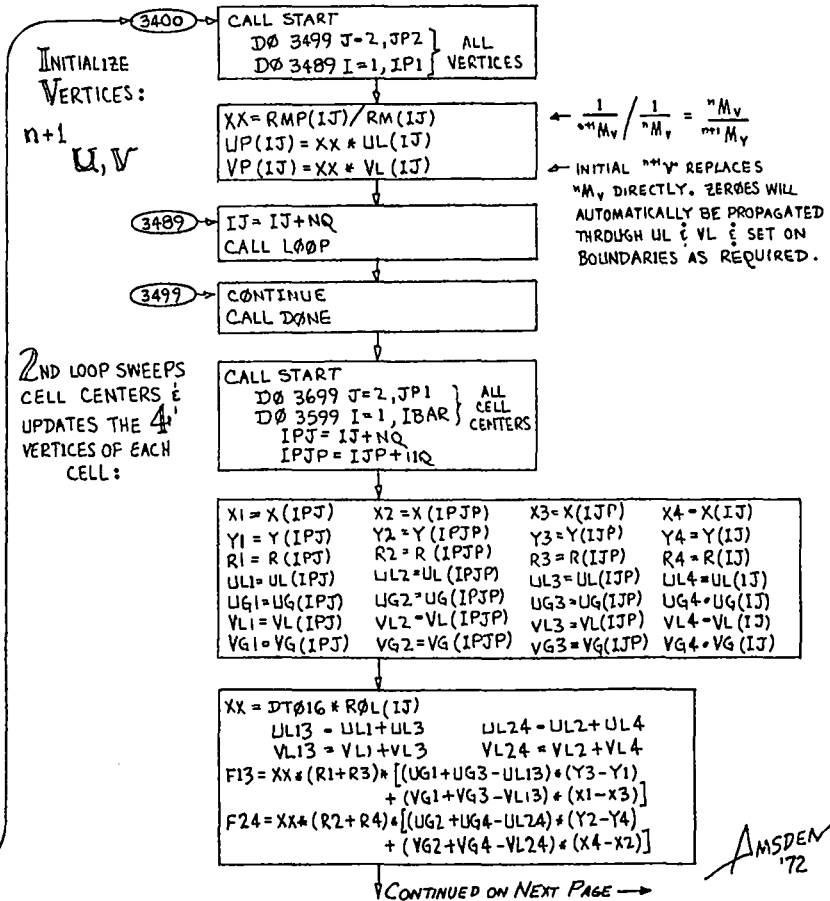 3400
CALL START
DØ 3499 J=2,JP2
DØ 3489 I=1,IP1
ALL
VERTICES
INITIALIZE
VERTICES:
n+1 U,V
XX=RMP(IJ)/RM(IJ)
UP(IJ)=XX*UL(IJ)
VP(IJ)=XX*VL(IJ)
← 1/ⁿ⁺¹Mv / 1/ⁿMv = ⁿMv/ⁿ⁺¹Mv
← INITIAL ⁿ⁺¹V REPLACES
ⁿMv DIRECTLY. ZERØES WILL
AUTOMATICALLY BE PROPAGATED
THROUGH UL & VL & SET ON
BOUNDARIES AS REQUIRED.
3489
IJ=IJ+NQ
CALL LØØP
3499
CØNTINUE
CALL DØNE
2ND LOOP SWEEPS
CELL CENTERS &
UPDATES THE 4
VERTICES OF EACH
CELL:
CALL START
DØ 3699 J=2,JP1
DØ 3599 I=1,IBAR
ALL
CELL
CENTERS
IPJ=IJ+NQ
IPJP=IJP+NQ
X1=X(IPJ) X2=X(IPJP) X3=X(IJP) X4=X(IJ)
Y1=Y(IPJ) Y2=Y(IPJP) Y3=Y(IJP) Y4=Y(IJ)
R1=R(IPJ) R2=R(IPJP) R3=R(IJP) R4=R(IJ)
UL1=UL(IPJ) UL2=UL(IPJP) UL3=UL(IJP) UL4=UL(IJ)
UG1=UG(IPJ) UG2=UG(IPJP) UG3=UG(IJP) UG4=UG(IJ)
VL1=VL(IPJ) VL2=VL(IPJP) VL3=VL(IJP) VL4=VL(IJ)
VG1=VG(IPJ) VG2=VG(IPJP) VG3=VG(IJP) VG4=VG(IJ)
XX=DTØ16*RØL(IJ)
UL13=UL1+UL3 UL24=UL2+UL4
VL13=VL1+VL3 VL24=VL2+VL4
F13=XX*(R1+R3)*[(UG1+UG3-UL13)*(Y3-Y1)
+(VG1+VG3-VL13)*(X1-X3)]
F24=XX*(R2+R4)*[(UG2+UG4-UL24)*(Y2-Y4)
+(VG2+VG4-VL24)*(X4-X2)]
AMSDEN
'72
CONTINUED ON NEXT PAGE →